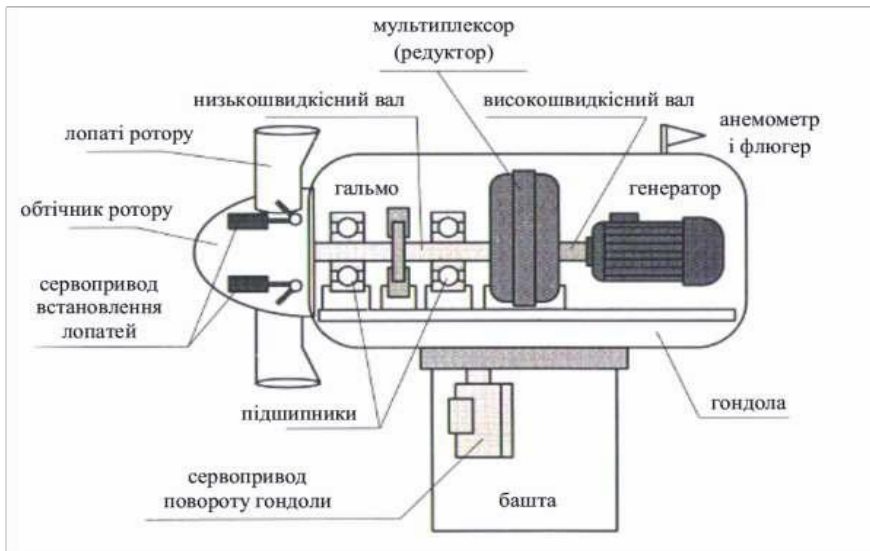 мультиплексор
(редуктор)
низькошвидкісний вал
високошвидкісний вал
анемометр
і флюгер
лопаті ротору
гальмо
генератор
обтічник ротору
сервопривод
встановлення
лопатей
підшипники
гондола
сервопривод
повороту гондоли
башта